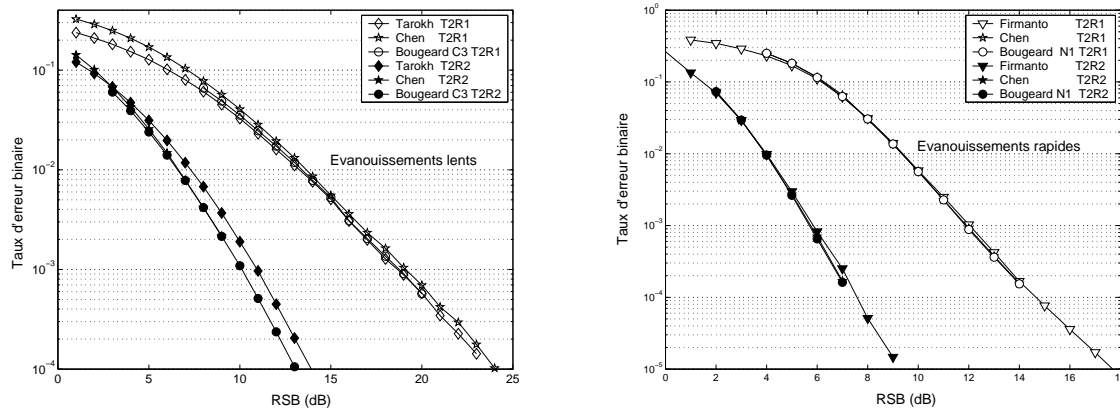 Tarokh T2R1
Chen T2R1
Bougeard C3 T2R1
Tarokh T2R2
Chen T2R2
Bougeard C3 T2R2
10^−1
10^−2
10^−3
10^−4
Taux d'erreur binaire
Evanouissements lents
0 5 10 15 20 25
RSB (dB)
Firmanto T2R1
Chen T2R1
Bougeard N1 T2R1
Firmanto T2R2
Chen T2R2
Bougeard N1 T2R2
10^0
10^−1
10^−2
10^−3
10^−4
10^−5
Taux d'erreur binaire
Evanouissements rapides
0 2 4 6 8 10 12 14 16
RSB (dB)